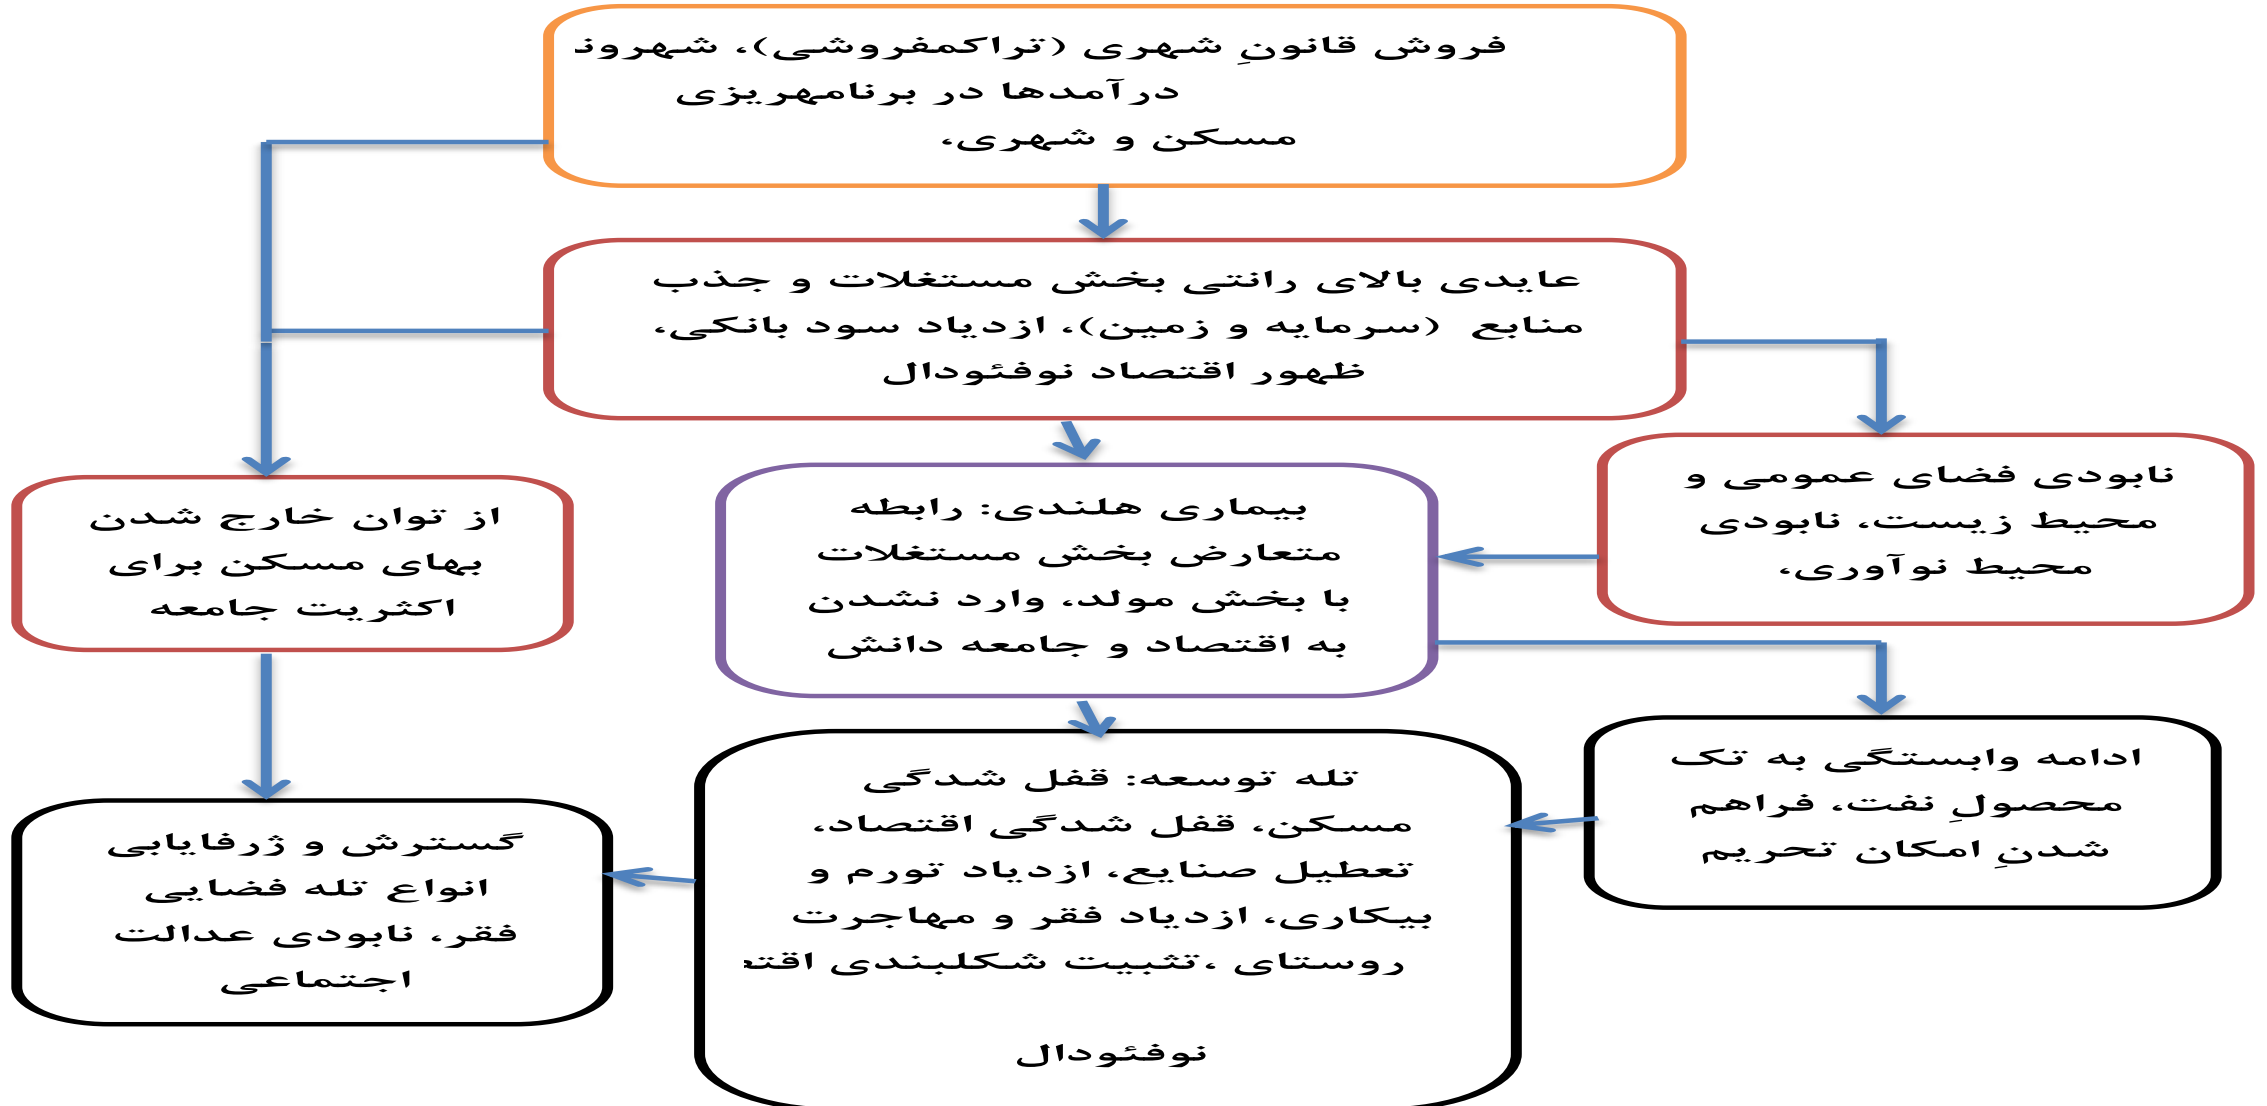 فروش قانونِ شهری (تراکمفروشی)،
درآمدها در برنامهریزی
مسکن و شهری،
عایدی بالای رانتی بخش مستغلات و جذب
منابع (سرمایه و زمین)، ازدیاد سود بانکی،
ظهور اقتصاد نوفئودال
نابودی فضای عمومی و
محیط زیست، نابودی
محیط نوآوری،
از توان خارج شدن
بهای مسکن برای
اکثریت جامعه
بیماری هلندی: رابطه
متعارض بخش مستغلات
با بخش مولد، وارد نشدن
به اقتصاد و جامعه دانش
ادامه وابستگی به تک
محصولِ نفت، فراهم
شدنِ امکان تحریم
تله توسعه: قفل شدگی
مسکن، قفل شدگی اقتصاد،
تعطیل صنایع، ازدیاد تورم و
بیکاری، ازدیاد فقر و مهاجرت
روستای ،تثبیت شکلبندی
نوفئودال
گسترش و ژرفایابی
انواع تله فضایی
فقر، نابودی عدالت
اجتماعی